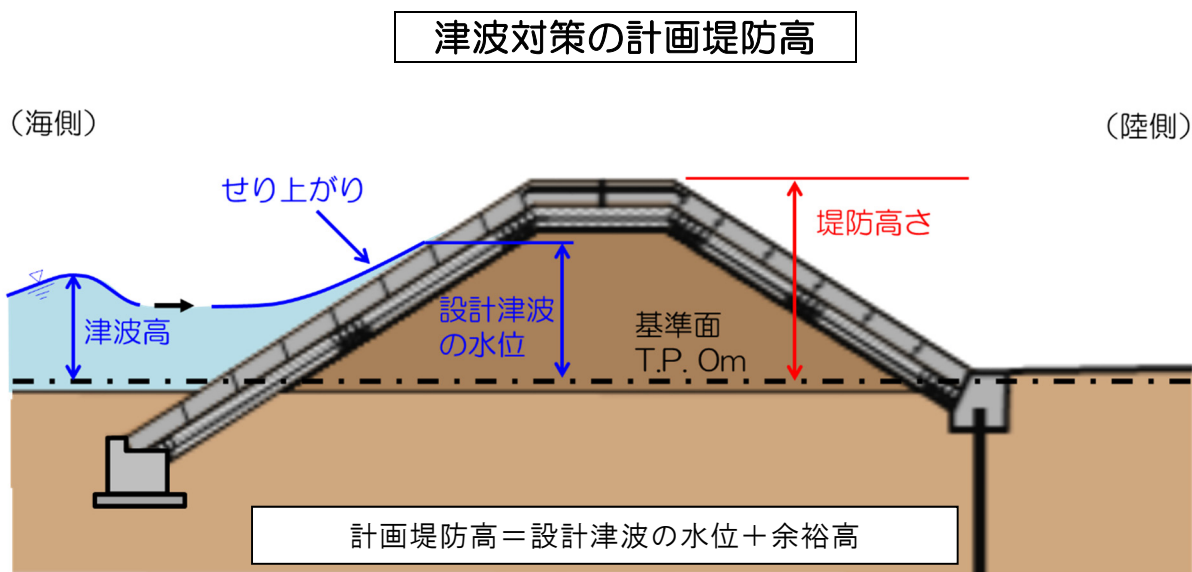 津波対策の計画堤防高
（海側）
（陸側）
せり上がり
堤防高さ
津波高
設計津波
の水位
基準面
T.P. 0m
計画堤防高＝設計津波の水位＋余裕高